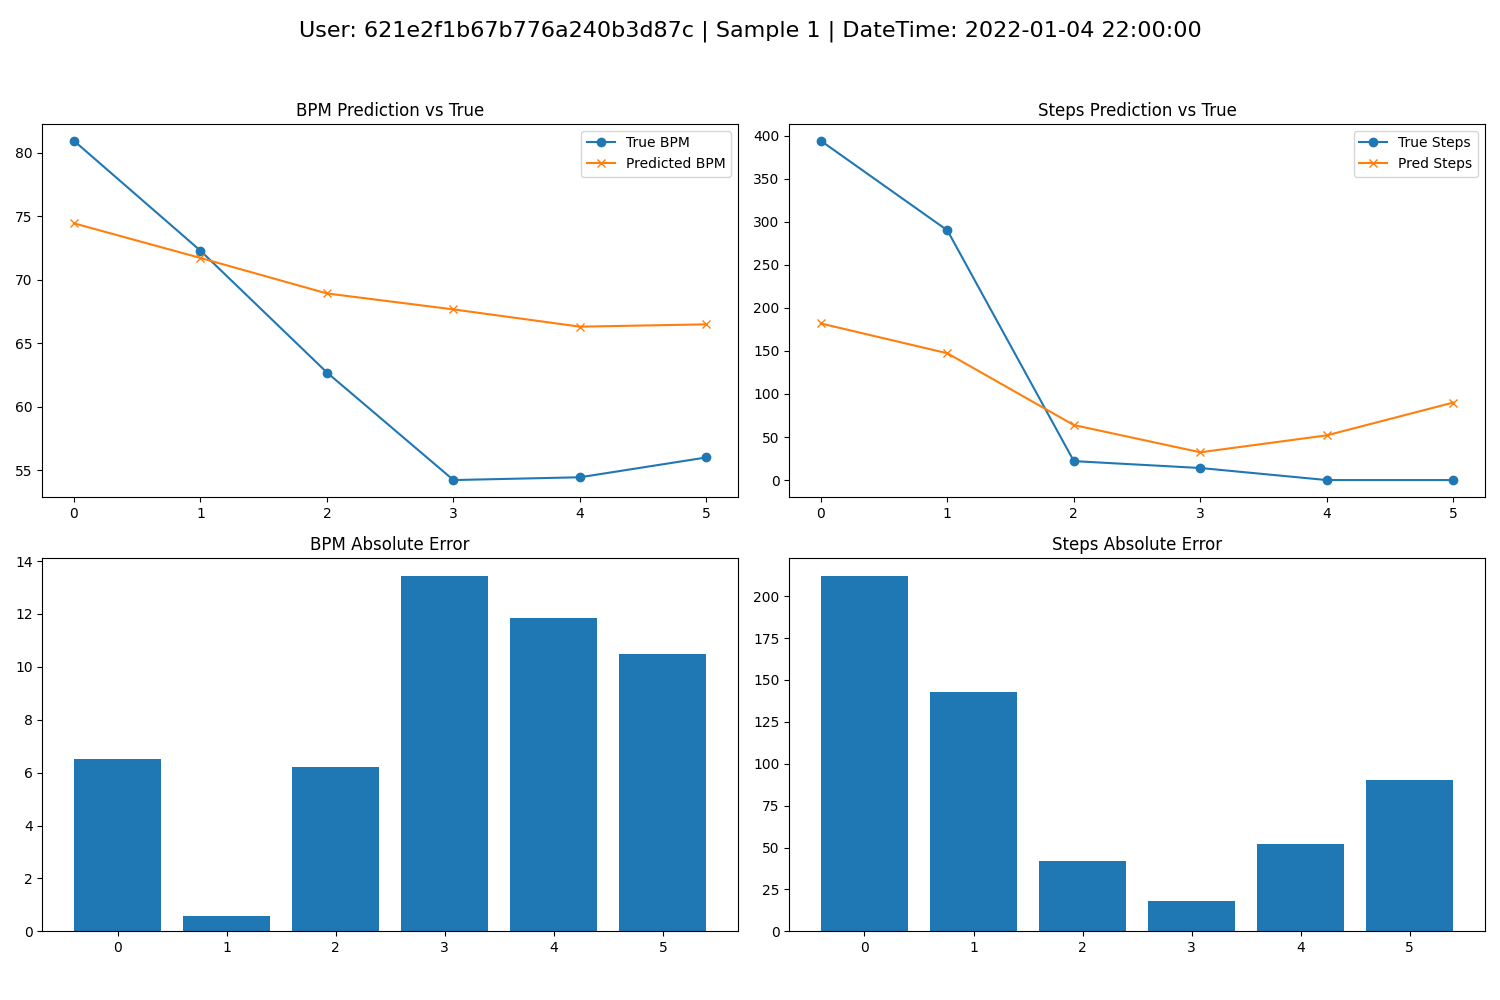 User: 621e2f1b67b776a240b3d87c | Sample 1 | DateTime: 2022-01-04 22:00:00
BPM Prediction vs True
True BPM
Predicted BPM
80
75
70
65
60
55
0 1 2 3 4 5
Steps Prediction vs True
True Steps
Pred Steps
400
350
300
250
200
150
100
50
0
0 1 2 3 4 5
BPM Absolute Error
14
12
10
8
6
4
2
0
0 1 2 3 4 5
Steps Absolute Error
200
175
150
125
100
75
50
25
0
0 1 2 3 4 5